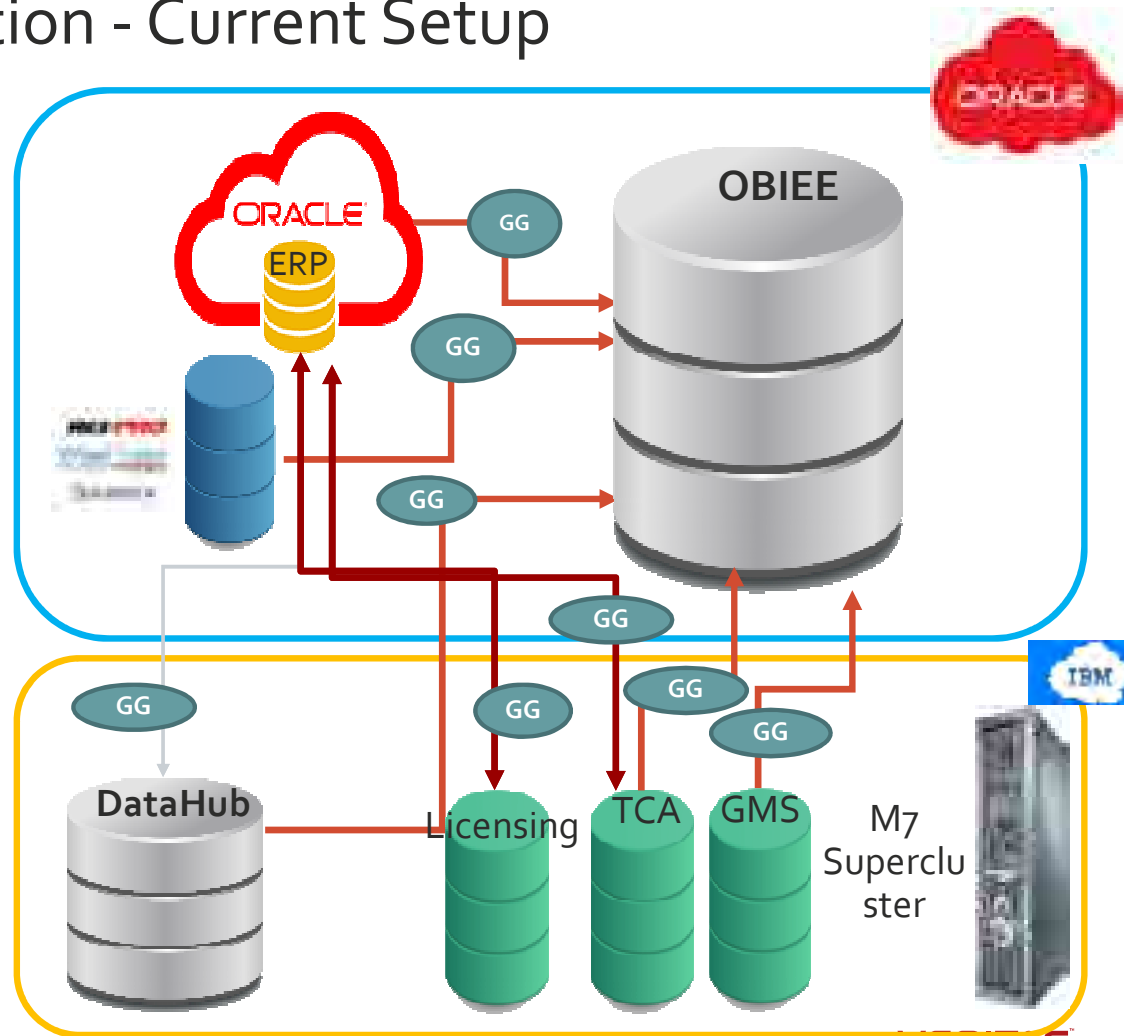 tion - Current Setup
ORACLE
OBIEE
ORACLE
GG
ERP
GG
GG
GG
IBM
GG
GG
GG
GG
DataHub
Licensing
TCA
GMS
M7
Superclu
ster